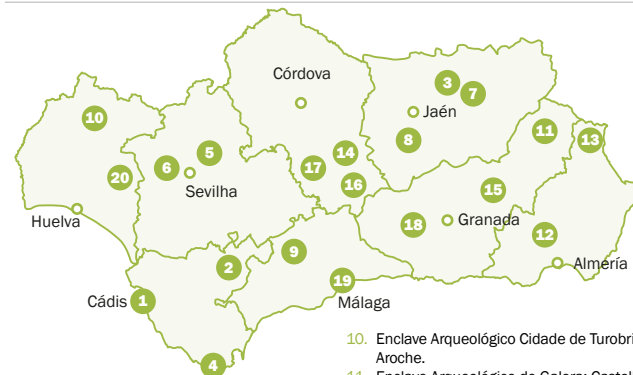 Córdova
3
7
Jaén
10
11
13
5
14
8
6
17
20
Sevilha
16
15
Huelva
18
Granada
9
12
2
Almería
19
Cádis
1
Málaga
4
10. Enclave Arqueológico Cidade de Turobri
Aroche.